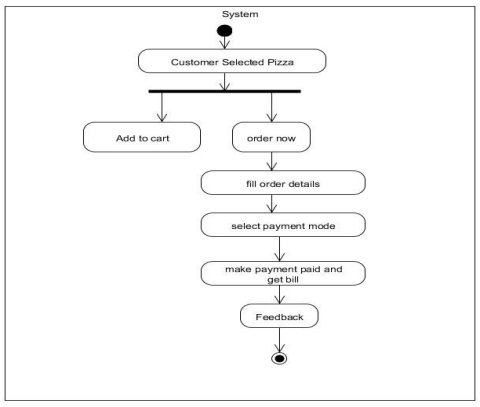 System
Customer Selected Pizza
Add to cart
order now
fill order details
select payment mode
make payment paid and
get bill
Feedback